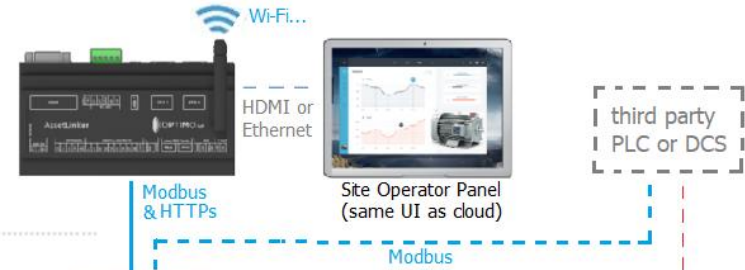 Wi-Fi...
AssetLinker
HDMI or
Ethernet
third party
PLC or DCS
Modbus
& HTTPs
Site Operator Panel
(same UI as cloud)
Modbus